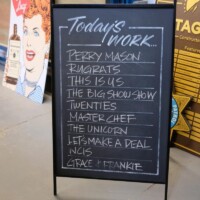 Today's
WORK
PERRY MASON
RUGRATS
THIS IS US
THE BIG SHOW SHOW
TWENTIES
MASTERCHEF
THE UNICORN
LET'S MAKE A DEAL
NCIS
GRACE & FRANKIE
STAG